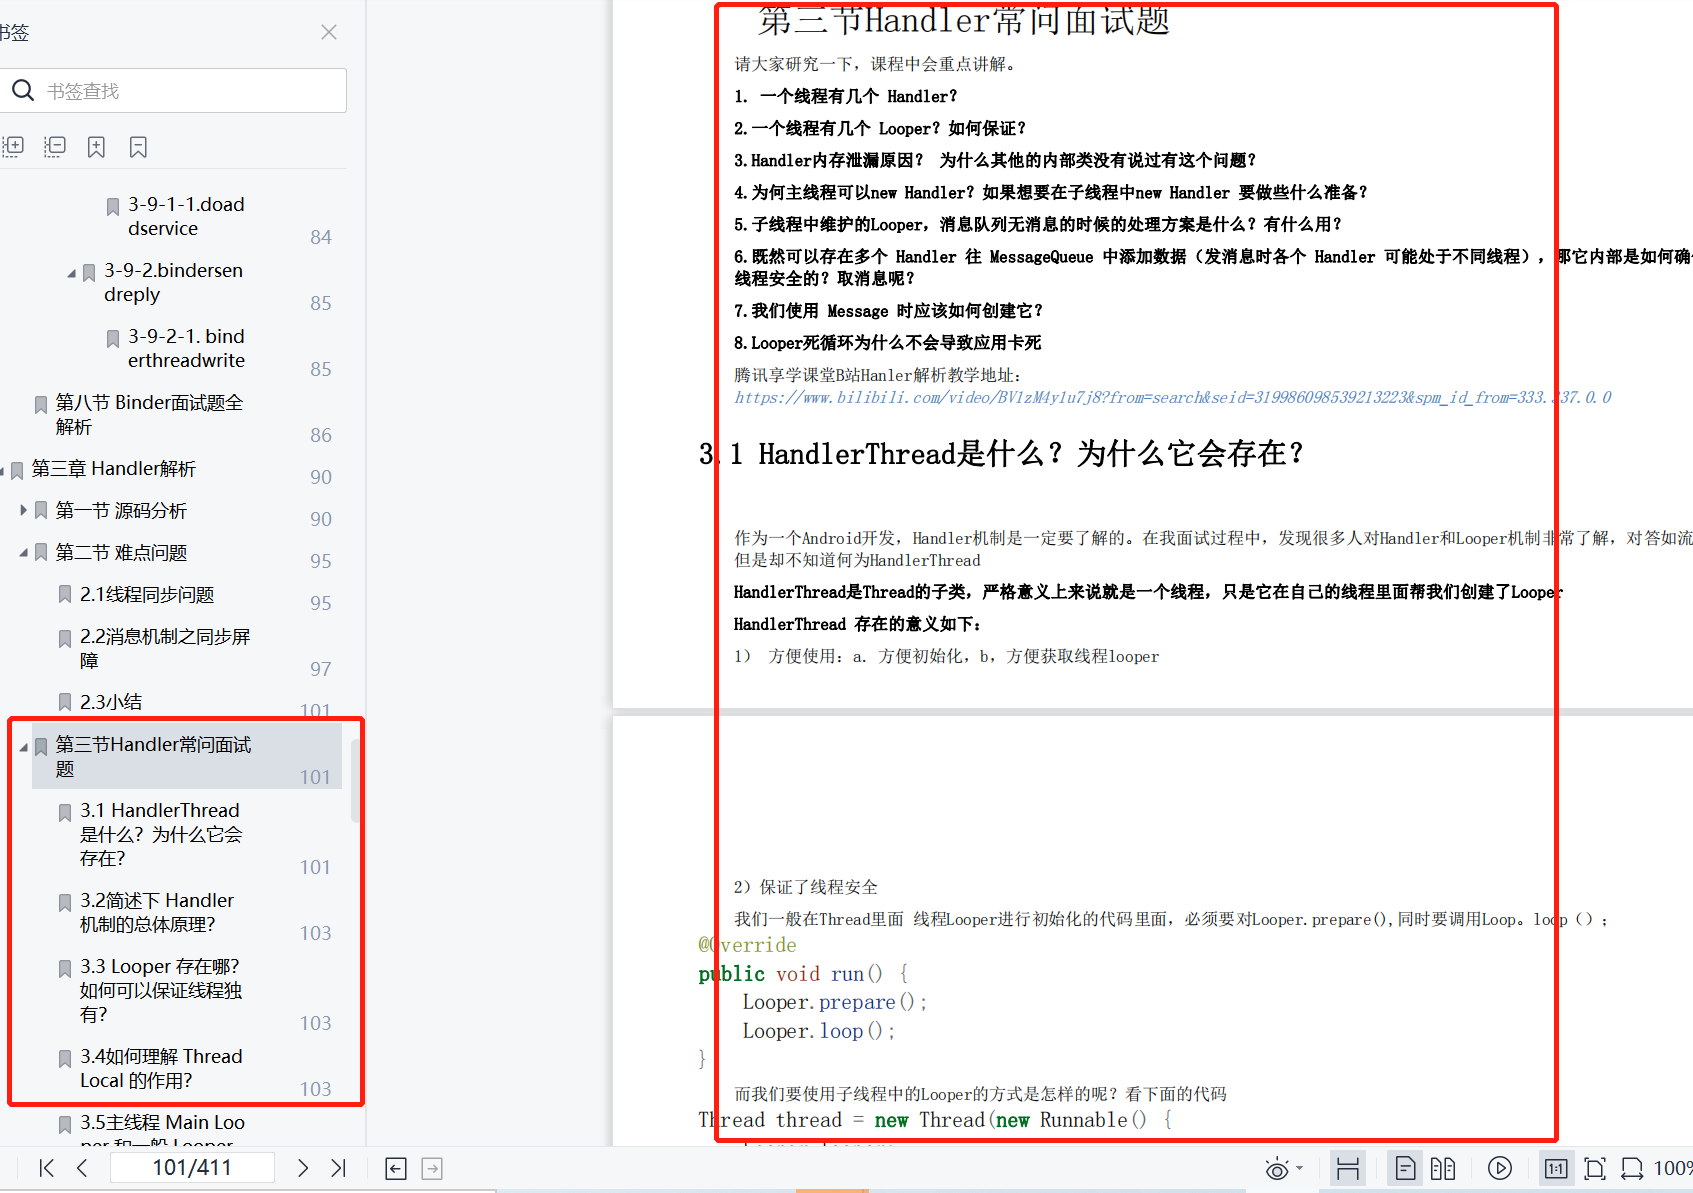 书签
书签查找
3-9-1-1.doad
dservice
84
3-9-2.bindersen
dreply
85
3-9-2-1. bind
erthreadwrite
85
第八节 Binder面试题全
解析
86
第三章 Handler解析
90
第一节 源码分析
90
第二节 难点问题
95
2.1线程同步问题
95
2.2消息机制之同步屏
障
97
2.3小结
101
第三节Handler常问面试
题
101
3.1 HandlerThread
是什么？为什么它会
存在？
101
3.2简述下 Handler
机制的总体原理？
103
3.3 Looper 存在哪？
如何可以保证线程独
有？
103
3.4如何理解 Thread
Local 的作用？
103
3.5主线程 Main Loo
per 和一般 Looper
第三节Handler常问面试题
请大家研究一下，课程中会重点讲解。
1. 一个线程有几个 Handler？
2.一个线程有几个 Looper？如何保证？
3.Handler内存泄漏原因？ 为什么其他的内部类没有说过有这个问题？
4.为何主线程可以new Handler？如果想要在子线程中new Handler 要做些什么准备？
5.子线程中维护的Looper，消息队列无消息的时候的处理方案是什么？有什么用？
6.既然可以存在多个 Handler 往 MessageQueue 中添加数据（发消息时各个 Handler 可能处于不同线程），那它内部是如何确
线程安全的？取消息呢？
7.我们使用 Message 时应该如何创建它？
8.Looper死循环为什么不会导致应用卡死
腾讯享学课堂B站Hanler解析教学地址：
https://www.bilibili.com/video/BV1zM4y1u7j8?from=search&seid=319986098539213223&spm_id_from=333.337.0.0
3.1 HandlerThread是什么？为什么它会存在？
作为一个Android开发，Handler机制是一定要了解的。在我面试过程中，发现很多人对Handler和Looper机制非常了解，对答如流
但是却不知道何为HandlerThread
HandlerThread是Thread的子类，严格意义上来说就是一个线程，只是它在自己的线程里面帮我们创建了Looper
HandlerThread 存在的意义如下：
1） 方便使用：a. 方便初始化，b，方便获取线程looper
2）保证了线程安全
我们一般在Thread里面 线程Looper进行初始化的代码里面，必须要对Looper.prepare(),同时要调用Loop。loop（）；
@Override
public void run() {
Looper.prepare();
Looper.loop();
}
而我们要使用子线程中的Looper的方式是怎样的呢？看下面的代码
Thread thread = new Thread(new Runnable() {
101/411
1:1
100%